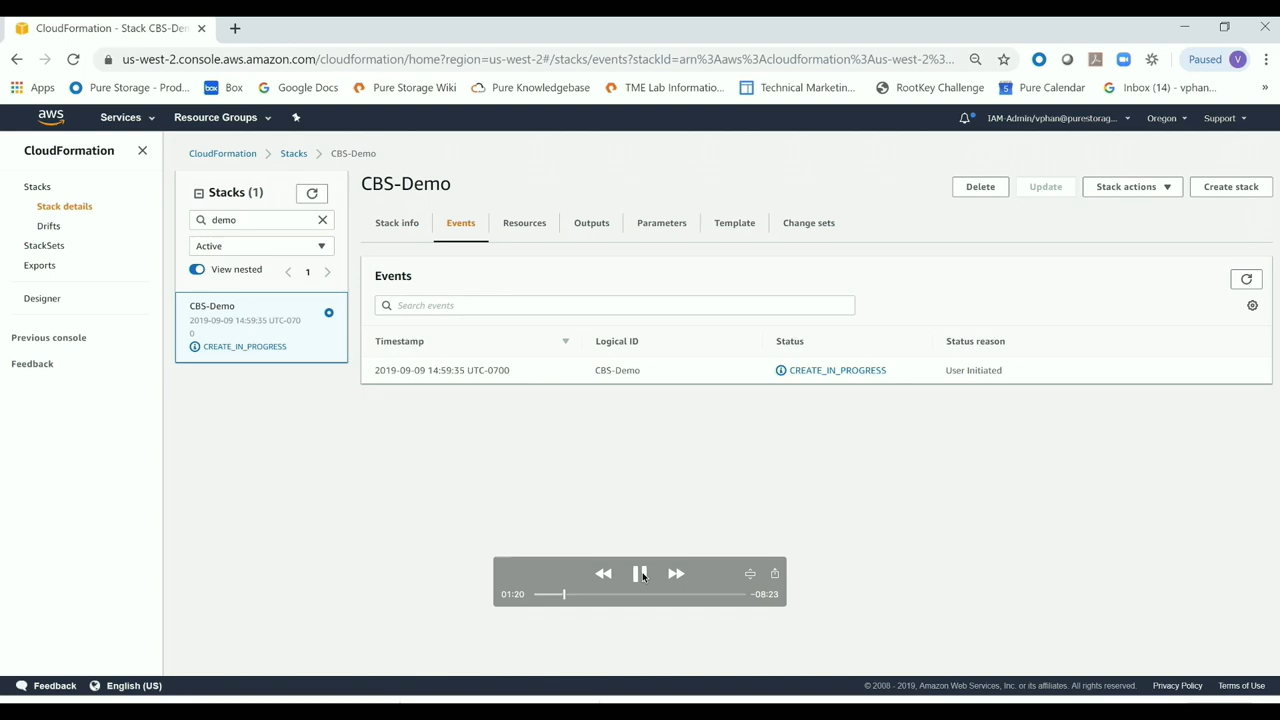 CloudFormation - Stack CBS-Den
us-west-2.console.aws.amazon.com/cloudformation/home?region=us-west-2#/stacks/events?stackId=arn%3Aaws%3Acloudformation%3Aus-west-2%3...
Paused V
Apps Pure Storage - Prod... Box Google Docs Pure Storage Wiki Pure Knowledgebase TME Lab Informatio... Technical Marketin... RootKey Challenge 5 Pure Calendar Inbox (14) - vphan... »
aws Services Resource Groups IAM-Admin/vphan@purestorag... Oregon Support
CloudFormation
Stacks
Stack details
Drifts
StackSets
Exports
Designer
Previous console
Feedback
CloudFormation > Stacks > CBS-Demo
Stacks (1)
demo
Active
View nested < 1 >
CBS-Demo
2019-09-09 14:59:35 UTC-070
0
CREATE_IN_PROGRESS
CBS-Demo
Delete Update Stack actions Create stack
Stack info Events Resources Outputs Parameters Template Change sets
Events
Search events
Timestamp Logical ID Status Status reason
2019-09-09 14:59:35 UTC-0700 CBS-Demo CREATE_IN_PROGRESS User Initiated
01:20 -08:23
Feedback English (US) © 2008 - 2019, Amazon Web Services, Inc. or its affiliates. All rights reserved. Privacy Policy Terms of Use